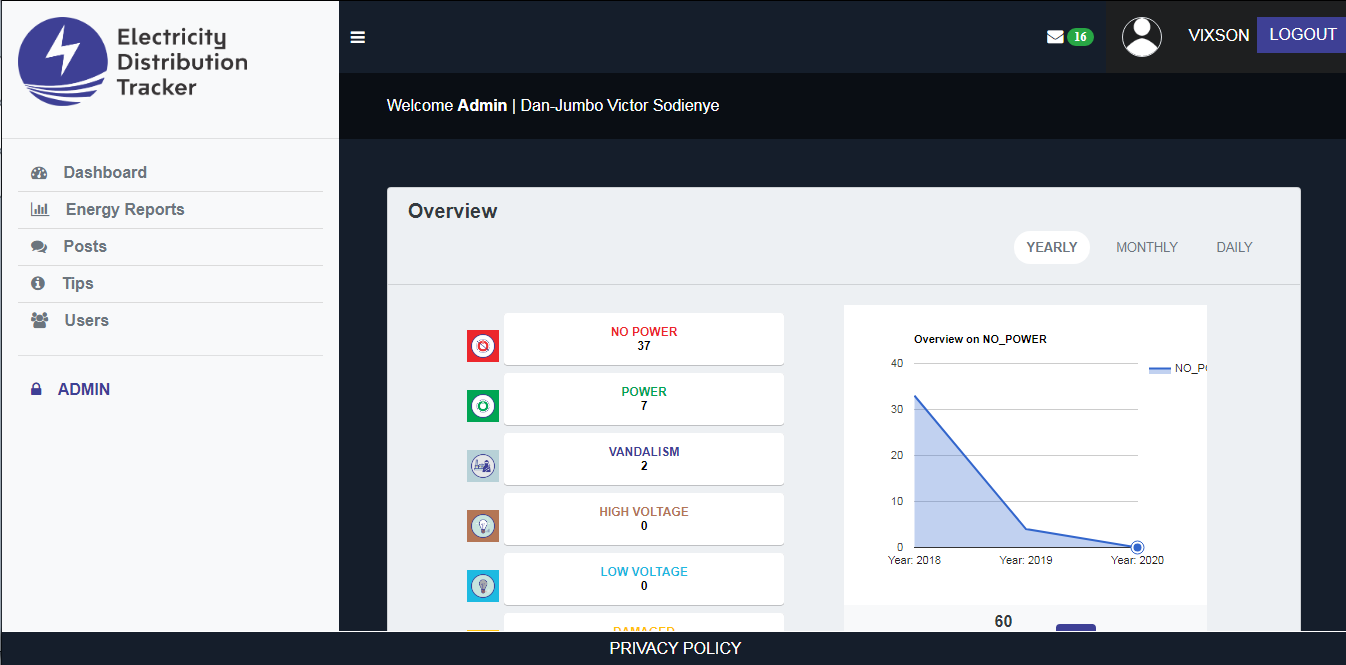 Electricity
Distribution
Tracker
16
VIXSON
LOGOUT
Welcome Admin | Dan-Jumbo Victor Sodienye
Dashboard
Energy Reports
Posts
Tips
Users
ADMIN
Overview
YEARLY
MONTHLY
DAILY
NO POWER
37
POWER
7
VANDALISM
2
HIGH VOLTAGE
0
LOW VOLTAGE
0
DAMAGED
Overview on NO_POWER
40
30
20
10
0
Year: 2018
Year: 2019
Year: 2020
60
PRIVACY POLICY